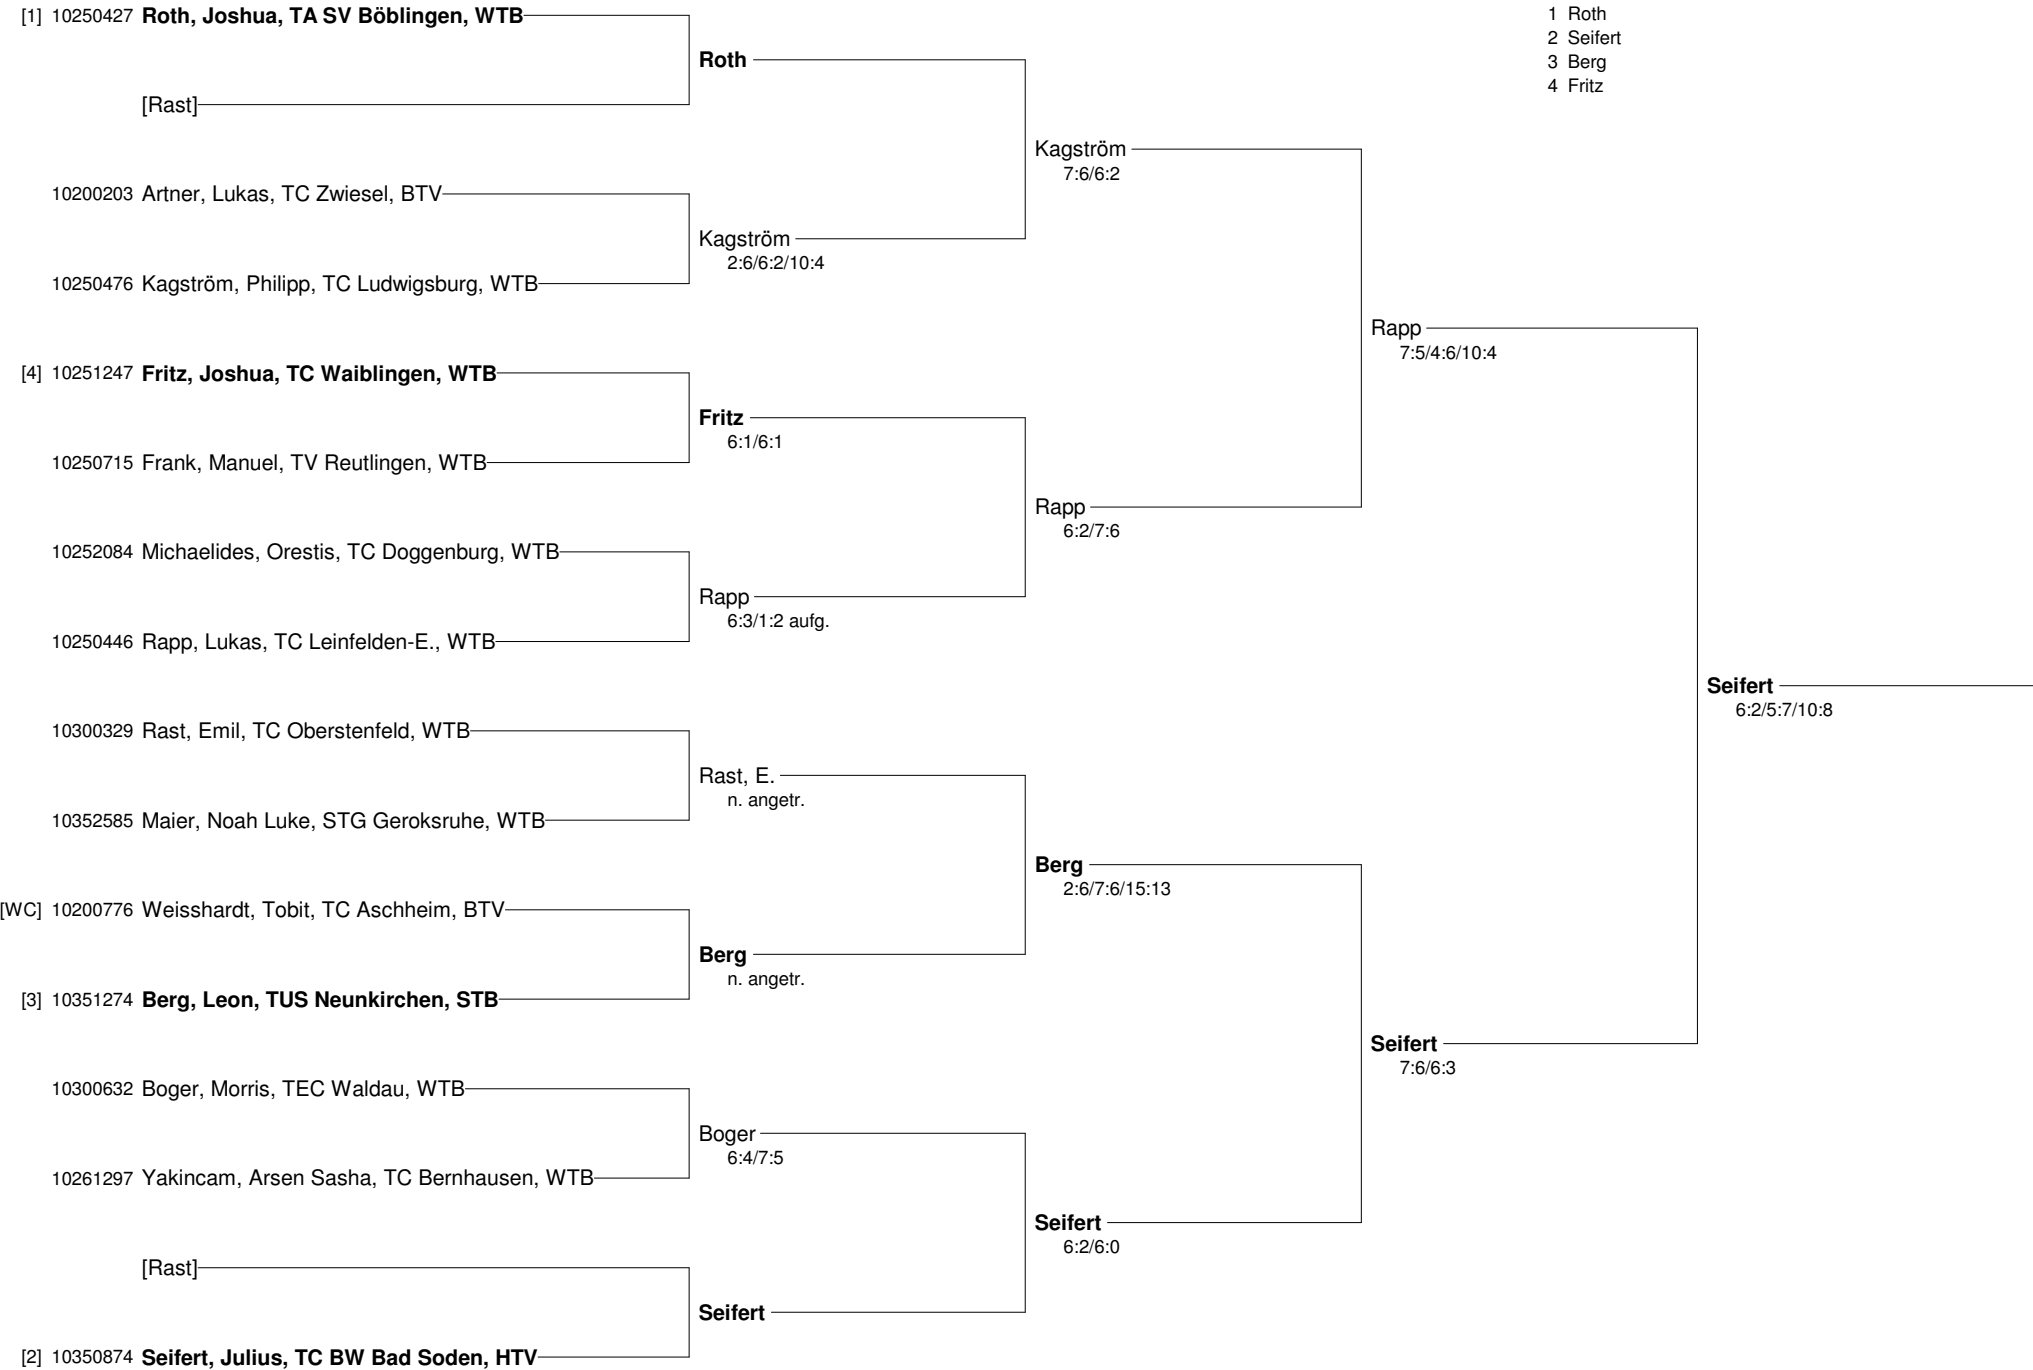 [1] 10250427 Roth, Joshua, TA SV Böblingen, WTB
1 Roth
2 Seifert
3 Berg
4 Fritz
Roth
[Rast]
Kagström
7:6/6:2
10200203 Artner, Lukas, TC Zwiesel, BTV
Kagström
2:6/6:2/10:4
10250476 Kagström, Philipp, TC Ludwigsburg, WTB
Rapp
7:5/4:6/10:4
[4] 10251247 Fritz, Joshua, TC Waiblingen, WTB
Fritz
6:1/6:1
10250715 Frank, Manuel, TV Reutlingen, WTB
Rapp
6:2/7:6
10252084 Michaelides, Orestis, TC Doggenburg, WTB
Rapp
6:3/1:2 aufg.
10250446 Rapp, Lukas, TC Leinfelden-E., WTB
Seifert
6:2/5:7/10:8
10300329 Rast, Emil, TC Oberstenfeld, WTB
Rast, E.
n. angetr.
10352585 Maier, Noah Luke, STG Geroksruhe, WTB
Berg
2:6/7:6/15:13
[WC] 10200776 Weisshardt, Tobit, TC Aschheim, BTV
Berg
n. angetr.
[3] 10351274 Berg, Leon, TUS Neunkirchen, STB
Seifert
7:6/6:3
10300632 Boger, Morris, TEC Waldau, WTB
Boger
6:4/7:5
10261297 Yakincam, Arsen Sasha, TC Bernhausen, WTB
Seifert
6:2/6:0
[Rast]
Seifert
[2] 10350874 Seifert, Julius, TC BW Bad Soden, HTV